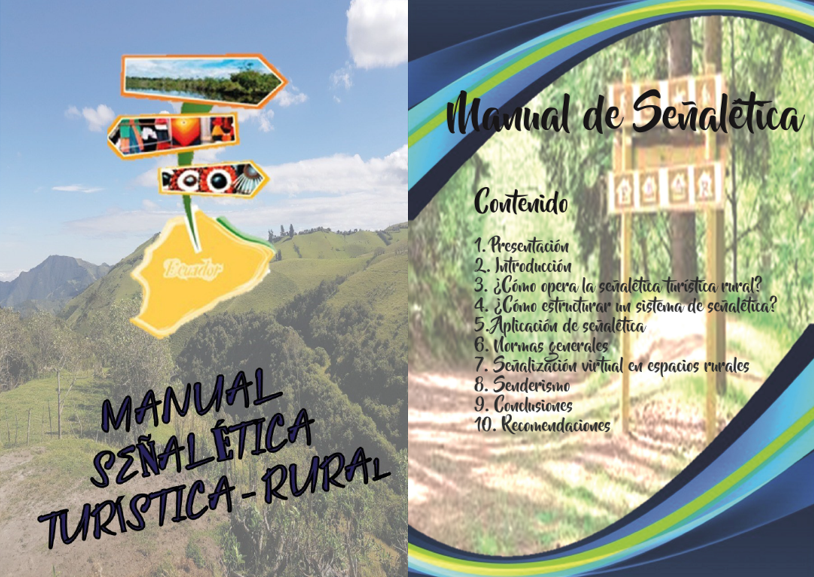 Ecuador
MANUAL
SEÑALÉTICA
TURÍSTICA-RURAL
Manual de Señalética
Contenido
1. Presentación
2. Introducción
3. ¿Cómo opera la señalética turística rural?
4. ¿Cómo estructurar un sistema de señalética?
5.Aplicación de señalética
6. Normas generales
7. Señalización virtual en espacios rurales
8. Senderismo
9. Conclusiones
10. Recomendaciones